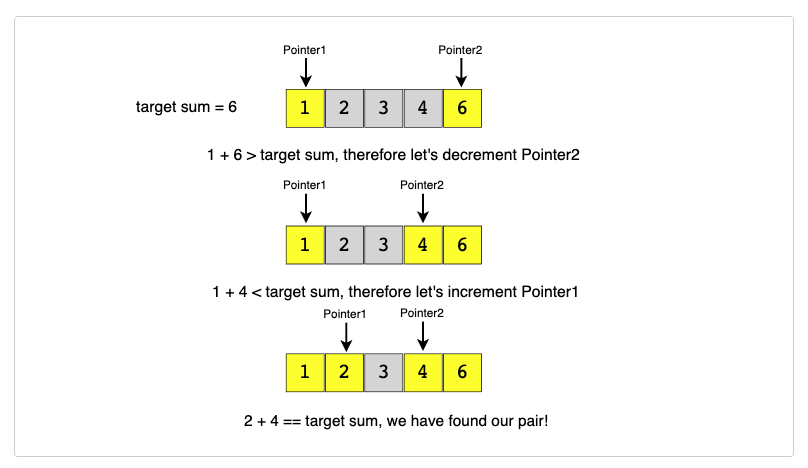 Pointer1 Pointer2
target sum = 6 1 2 3 4 6
1 + 6 > target sum, therefore let's decrement Pointer2
Pointer1 Pointer2
1 2 3 4 6
1 + 4 < target sum, therefore let's increment Pointer1
Pointer1 Pointer2
1 2 3 4 6
2 + 4 == target sum, we have found our pair!